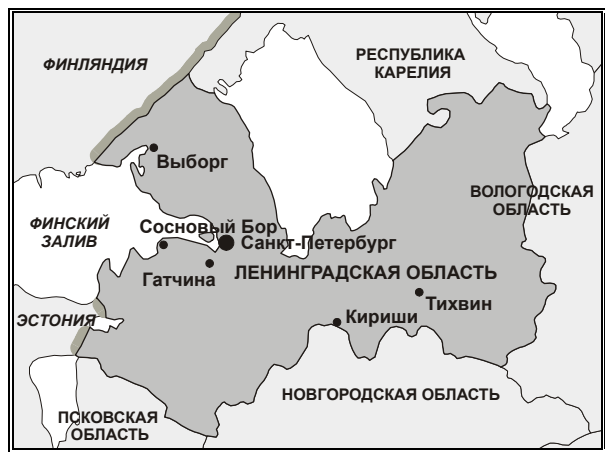 ФИНЛЯНДИЯ
РЕСПУБЛИКА
КАРЕЛИЯ
Выборг
ВОЛОГОДСКАЯ
ОБЛАСТЬ
ФИНСКИЙ
ЗАЛИВ
Сосновый Бор
Санкт-Петербург
Гатчина
ЛЕНИНГРАДСКАЯ ОБЛАСТЬ
Тихвин
Кириши
ЭСТОНИЯ
НОВГОРОДСКАЯ ОБЛАСТЬ
ПСКОВСКАЯ
ОБЛАСТЬ